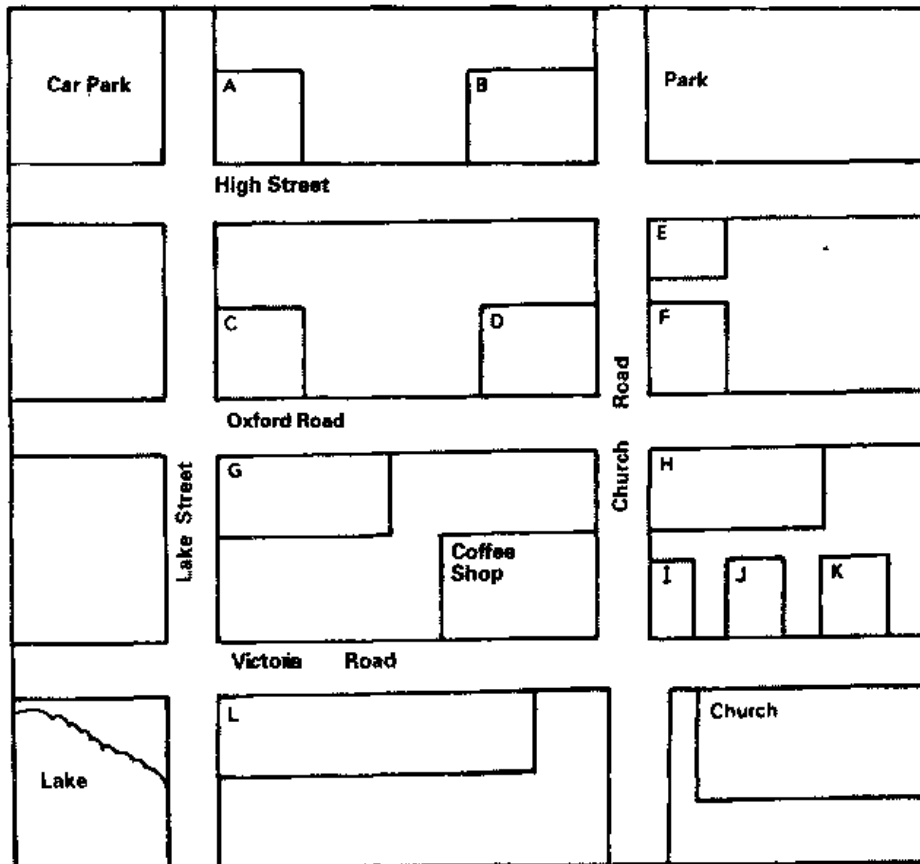 Car Park
A
B
Park
High Street
E
C
D
F
Church Road
Oxford Road
Lake Street
G
H
Coffee
Shop
I
J
K
Victoria Road
L
Church
Lake